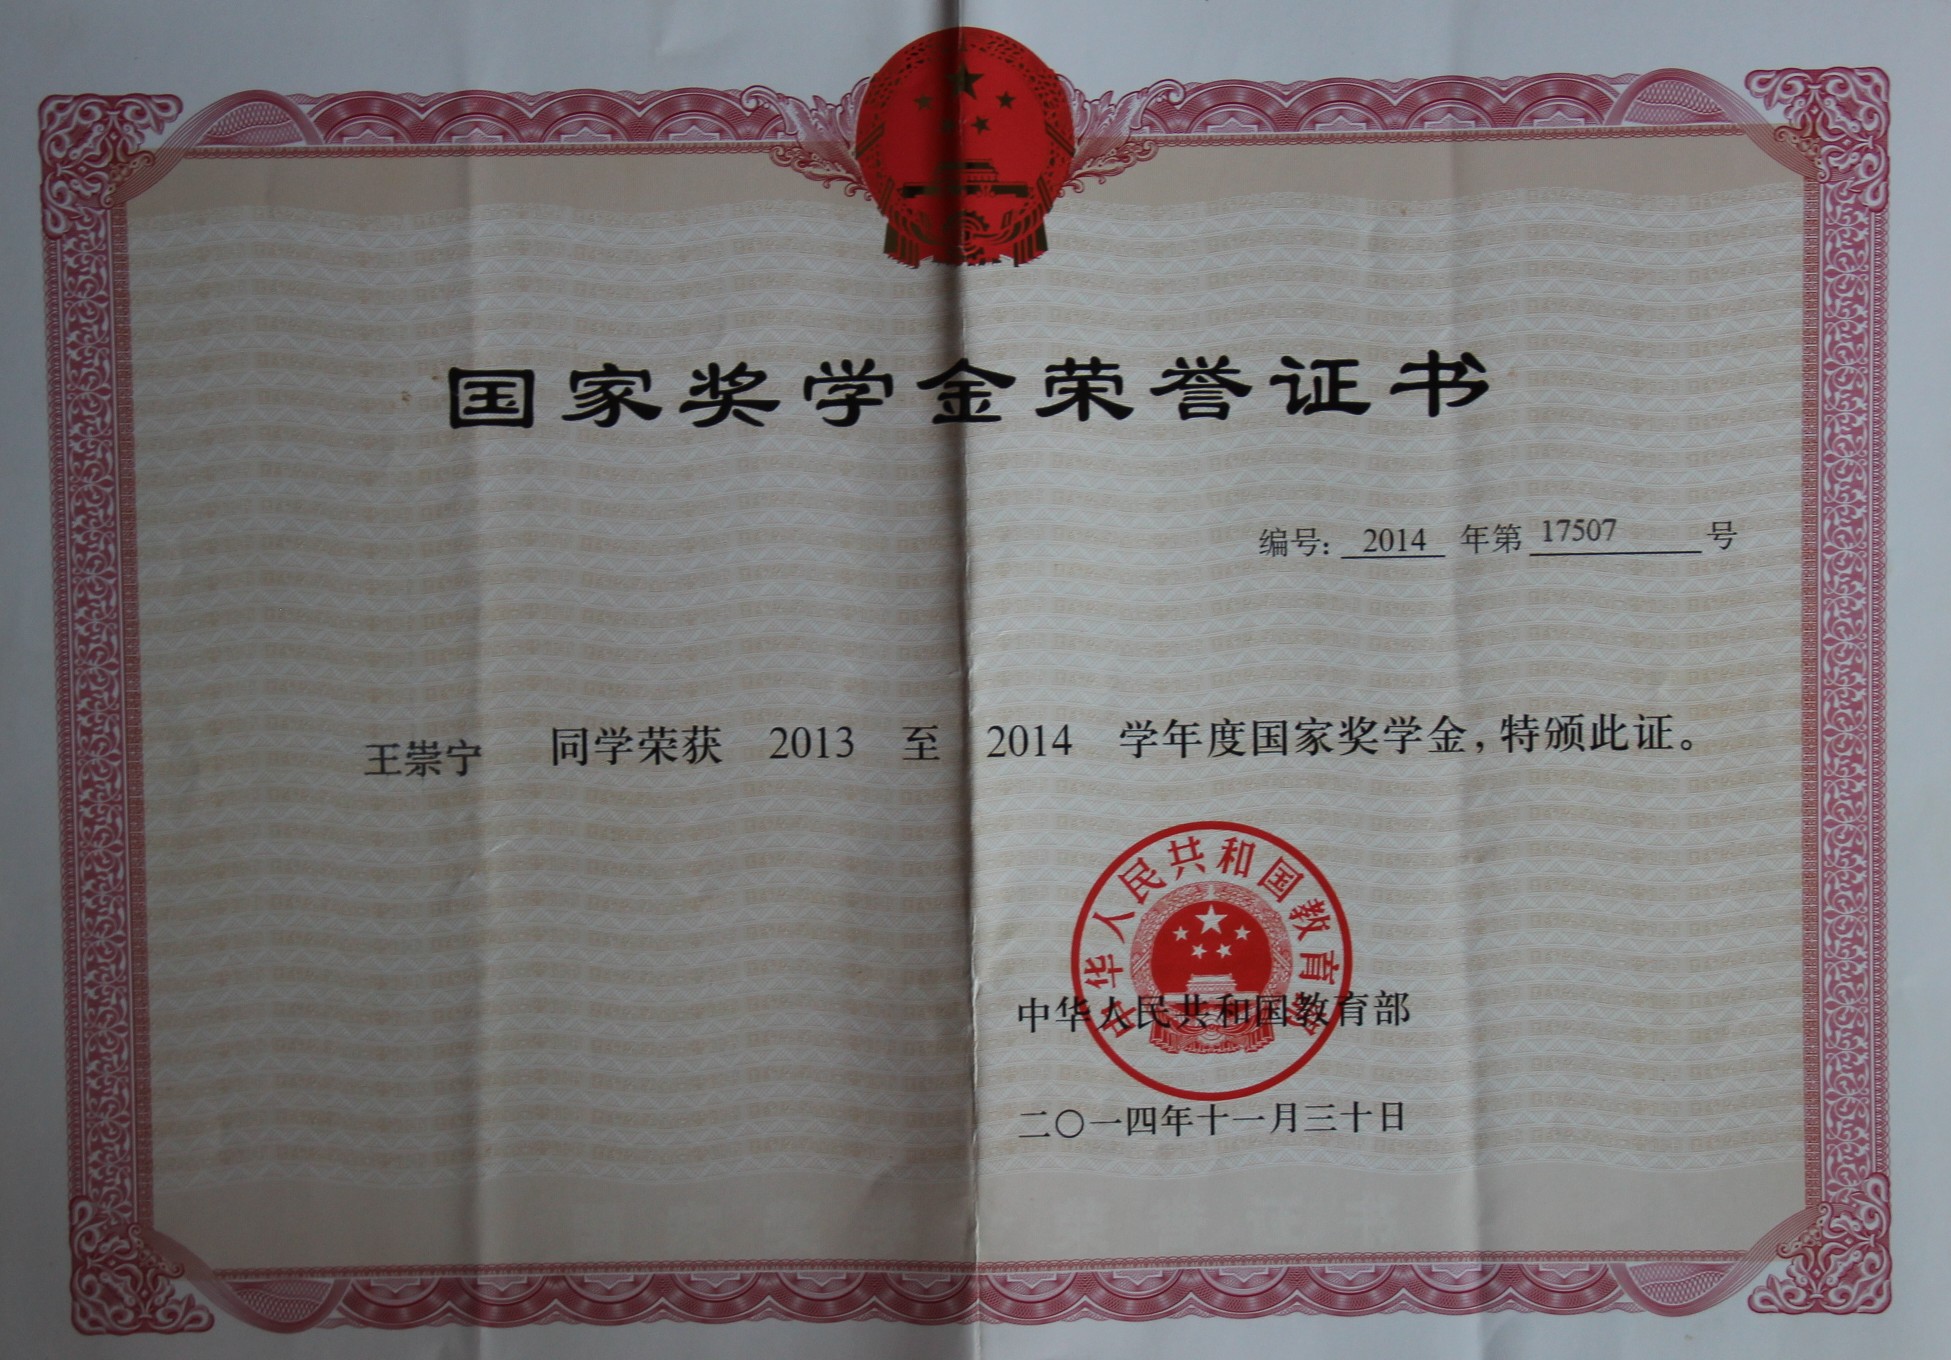 国家奖学金荣誉证书
编号: 2014 年第 17507 号
王崇宁 同学荣获 2013 至 2014 学年度国家奖学金,特颁此证。
中华人民共和国教育部
中华人民共和国教育部
二〇一四年十一月三十日